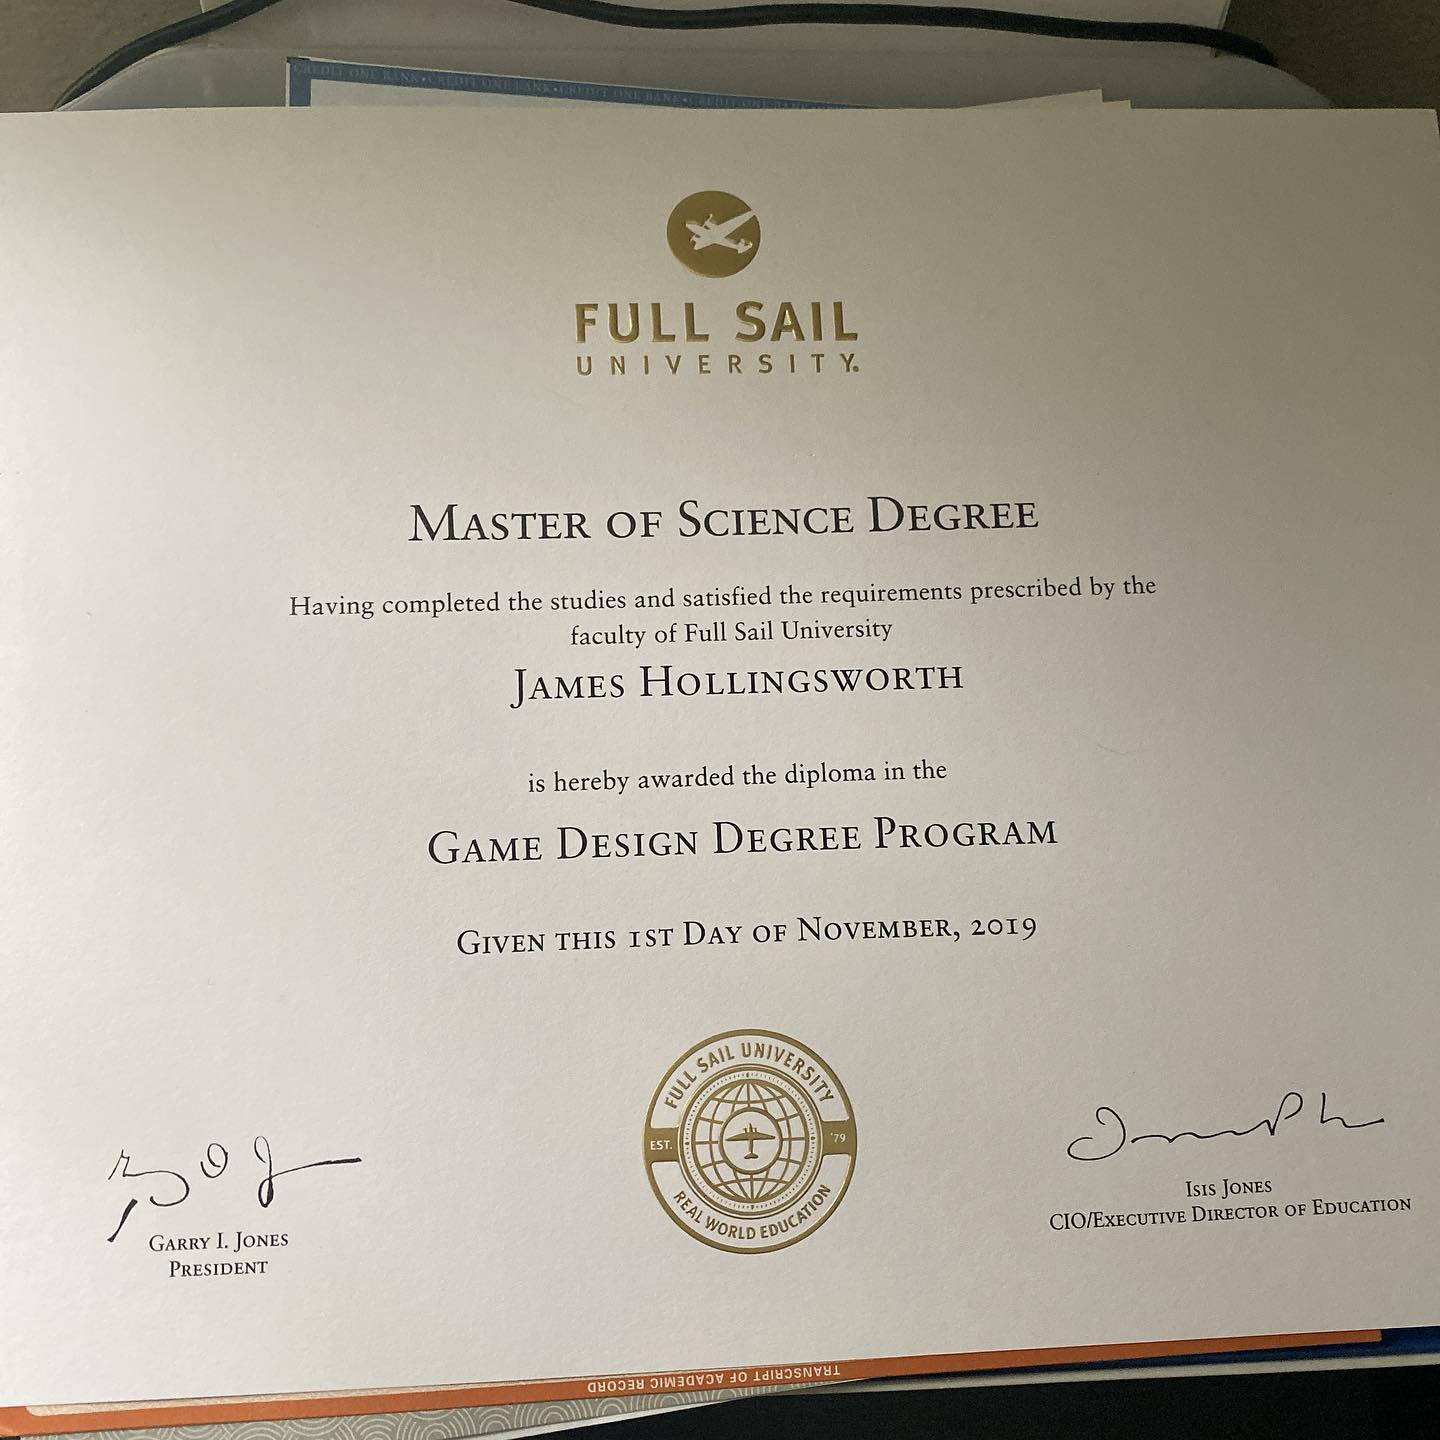 CREDIT ONE BANK • CREDIT ONE BANK • CREDIT ONE BANK • CREDIT ONE BANK
FULL SAIL
UNIVERSITY.
MASTER OF SCIENCE DEGREE
Having completed the studies and satisfied the requirements prescribed by the
faculty of Full Sail University
JAMES HOLLINGSWORTH
is hereby awarded the diploma in the
GAME DESIGN DEGREE PROGRAM
GIVEN THIS 1ST DAY OF NOVEMBER, 2019
FULL SAIL UNIVERSITY
EST. '79
REAL WORLD EDUCATION
GARRY I. JONES
PRESIDENT
ISIS JONES
CIO/EXECUTIVE DIRECTOR OF EDUCATION
TRANSCRIPT OF ACADEMIC RECORD